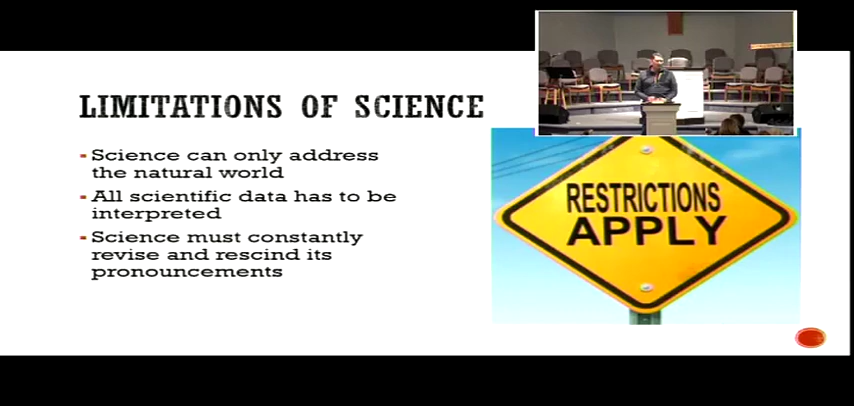 LIMITATIONS OF SCIENCE
- Science can only address
the natural world
- All scientific data has to be
interpreted
- Science must constantly
revise and rescind its
pronouncements
RESTRICTIONS
APPLY